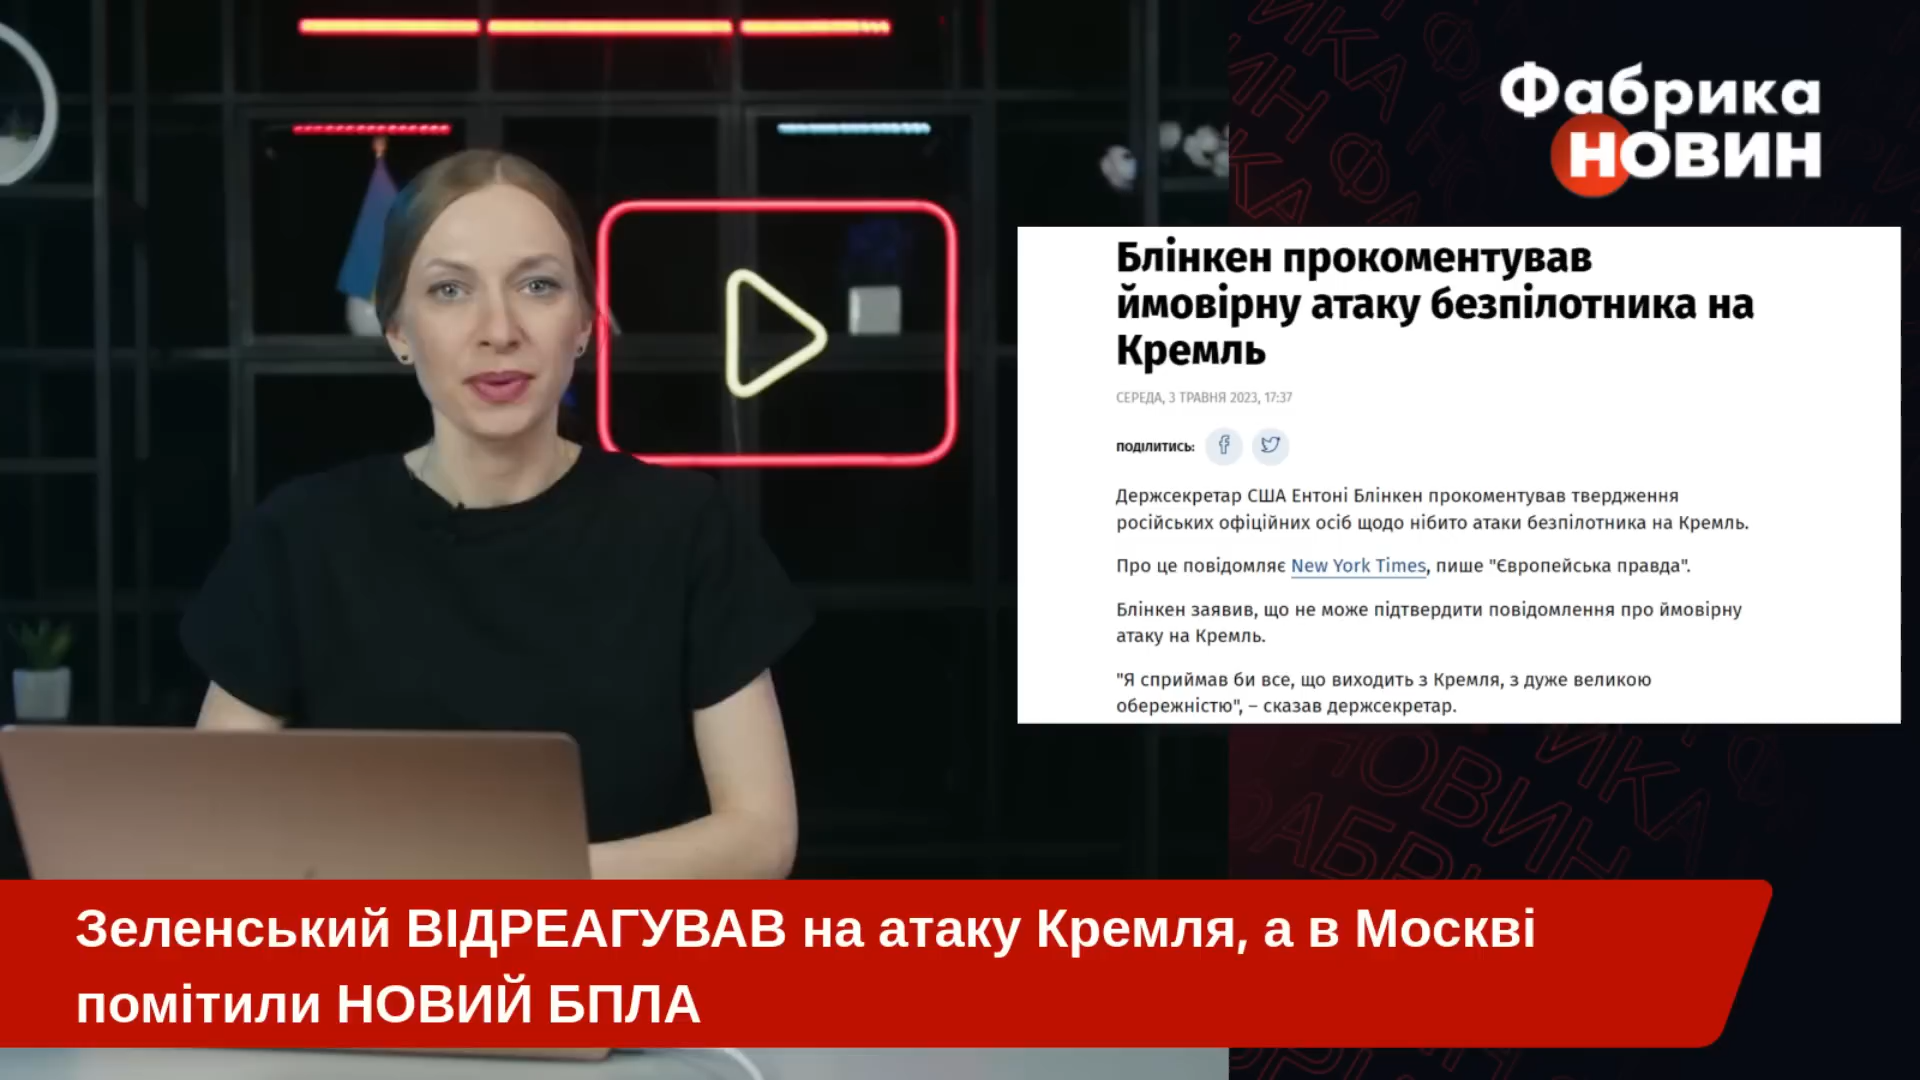 Фабрика
НОВИН
Блінкен прокоментував
ймовірну атаку безпілотника на
Кремль
СЕРЕДА, 3 ТРАВНЯ 2023, 17:37
ПОДІЛИТИСЬ:
Держсекретар США Ентоні Блінкен прокоментував твердження
російських офіційних осіб щодо нібито атаки безпілотника на Кремль.
Про це повідомляє New York Times, пише "Європейська правда".
Блінкен заявив, що не може підтвердити повідомлення про ймовірну
атаку на Кремль.
"Я сприймав би все, що виходить з Кремля, з дуже великою
обережністю", – сказав держсекретар.
Зеленський ВІДРЕАГУВАВ на атаку Кремля, а в Москві
помітили НОВИЙ БПЛА